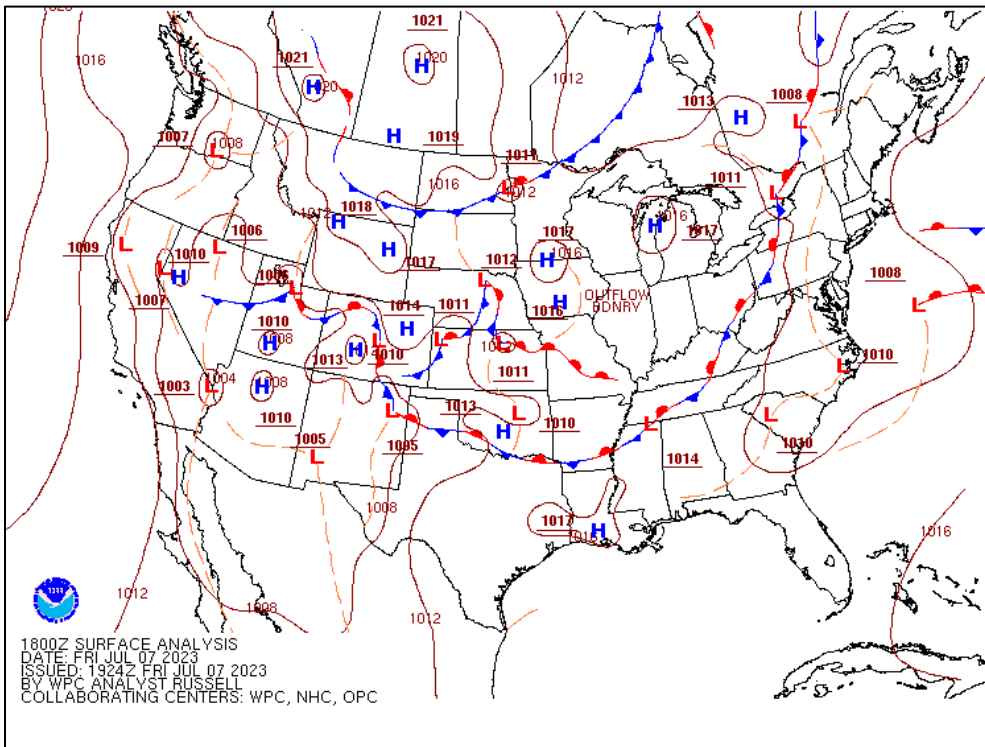 1020
1016
1021
1021
1020
H
1020
H
1012
1013
1008
H
L
H
1019
1007
1008
L
1011
1016
L
1012
1011
L
1012
1018
H
1016
H
1017
1017
1009
L
1006
L
1010
H
L
H
1017
1012
H
1016
1007
1006
L
L
1008
1014
1011
H
1016
OUTFLOW
BDNRY
L
1010
1008
H
1013
H
1014
L
1010
H
L
L
1012
1011
L
1010
1003
1004
L
H
1008
1010
1005
L
L
1005
1013
H
L
1010
L
1014
L
1010
1008
1017
H
1016
1016
1012
1008
1012
1800Z SURFACE ANALYSIS
DATE: FRI JUL 07 2023
ISSUED: 1924Z FRI JUL 07 2023
BY WPC ANALYST RUSSELL
COLLABORATING CENTERS: WPC, NHC, OPC